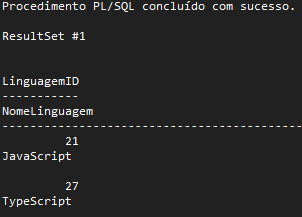 Procedimento PL/SQL concluído com sucesso.
ResultSet #1
LinguagemID
-----------
NomeLinguagem
-------------------------------------------
21
JavaScript
27
TypeScript